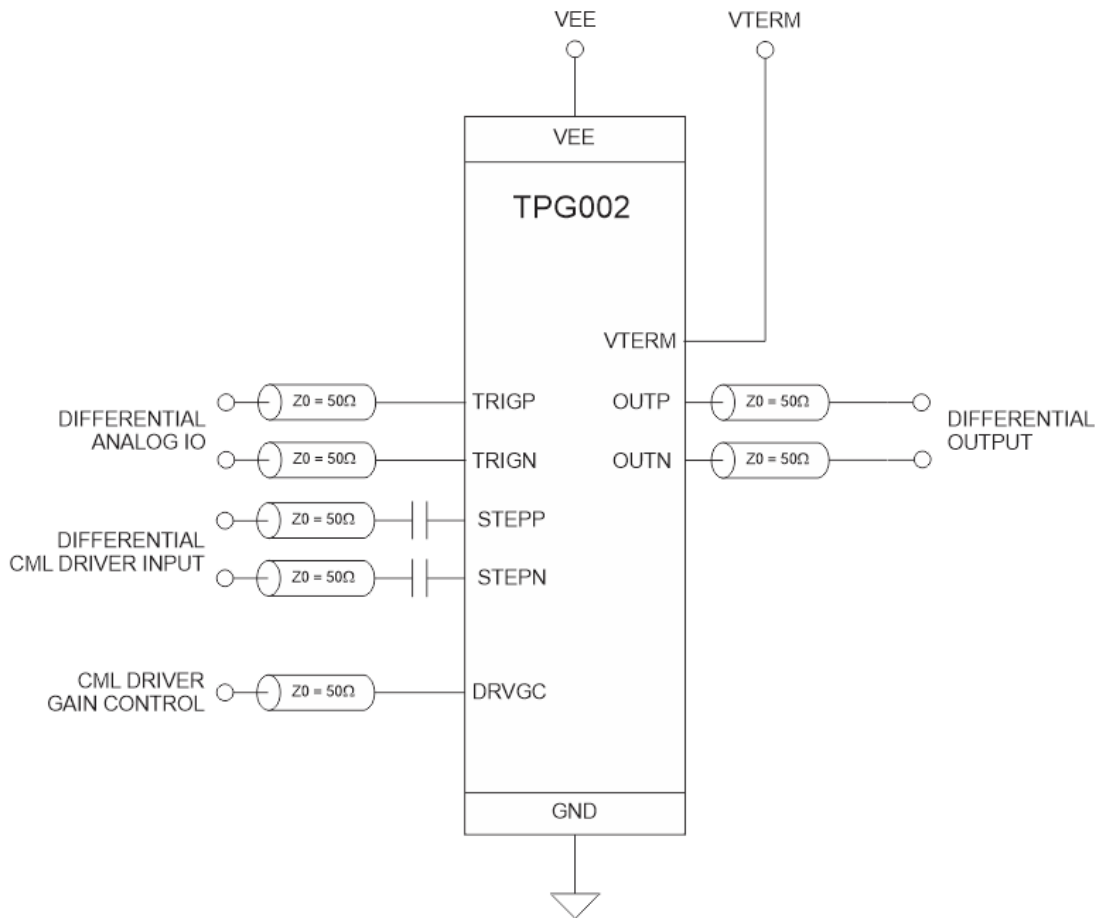 VEE
VTERM
VEE
TPG002
VTERM
DIFFERENTIAL
ANALOG IO
Z0 = 50Ω
TRIGP
OUTP
Z0 = 50Ω
DIFFERENTIAL
OUTPUT
Z0 = 50Ω
TRIGN
OUTN
Z0 = 50Ω
DIFFERENTIAL
CML DRIVER INPUT
Z0 = 50Ω
STEPP
Z0 = 50Ω
STEPN
CML DRIVER
GAIN CONTROL
Z0 = 50Ω
DRVGC
GND